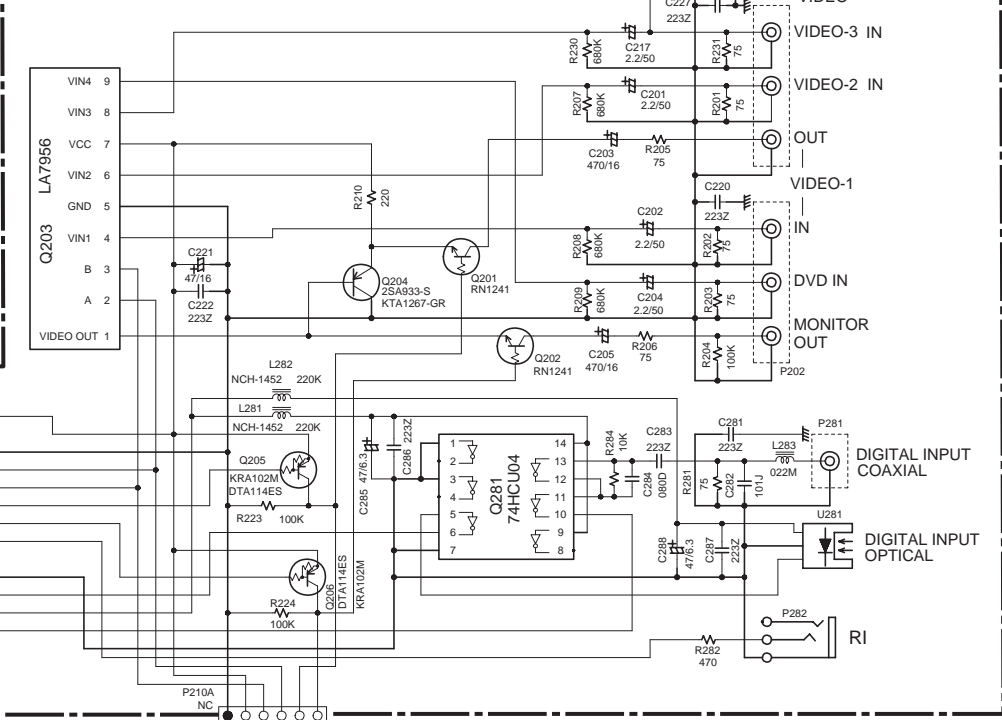 C227
223Z
VIDEO-3 IN
R230
680K
C217
2.2/50
R231
75
VIN4 9
VIN3 8
VCC 7
VIN2 6
GND 5
VIN1 4
B 3
A 2
VIDEO OUT 1
LA7956
Q203
VIDEO-2 IN
R207
680K
C201
2.2/50
R201
75
C203
470/16
R205
75
OUT
VIDEO-1
IN
R210
220
C220
223Z
C202
2.2/50
R208
680K
R202
75
C221
47/16
C222
223Z
Q204
2SA933-S
KTA1267-GR
Q201
RN1241
R209
680K
C204
2.2/50
R203
75
DVD IN
Q202
RN1241
C205
470/16
R206
75
R204
100K
MONITOR
OUT
P202
L282
NCH-1452 220K
L281
NCH-1452 220K
Q205
KRA102M
DTA114ES
R223 100K
C285 47/6.3
C286 223Z
1
2
3
4
5
6
7
Q281
74HCU04
14
13
12
11
10
9
8
R284
10K
C284
080D
C283
223Z
C281
223Z
R281
75
C282
101J
L283
022M
P281
DIGITAL INPUT
COAXIAL
U281
DIGITAL INPUT
OPTICAL
C288
47/6.3
C287
223Z
Q206
DTA114ES
KRA102M
R224
100K
P282
RI
R282
470
P210A
NC